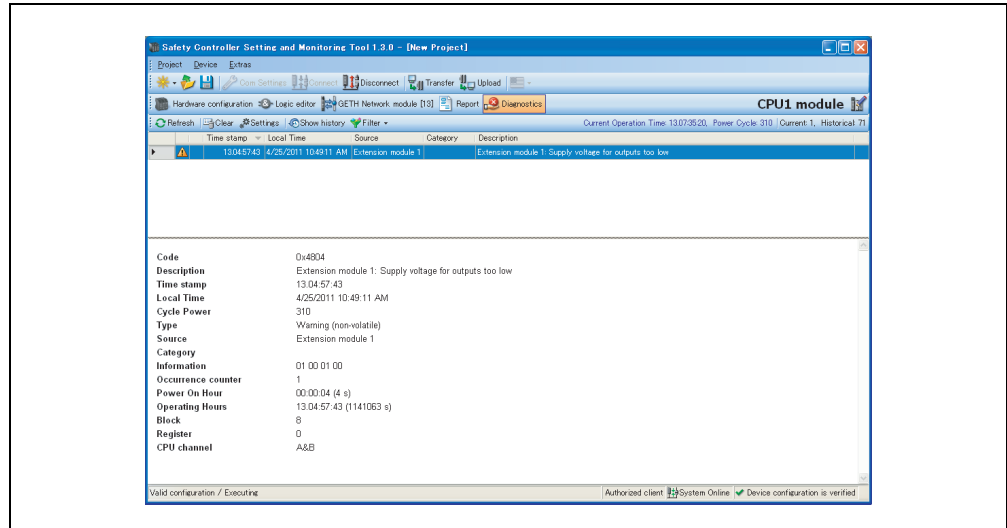 Safety Controller Setting and Monitoring Tool 1.3.0 - [New Project]
Project Device Extras
Com Settings Connect Disconnect Transfer Upload
Hardware configuration Logic editor GETH Network module [13] Report Diagnostics CPU1 module
Refresh Clear Settings Show history Filter Current Operation Time: 13.07:35:20, Power Cycle: 310 Current: 1, Historical: 71
Time stamp Local Time Source Category Description
13.04:57:43 4/25/2011 10:49:11 AM Extension module 1 Extension module 1: Supply voltage for outputs too low
Code 0x4804
Description Extension module 1: Supply voltage for outputs too low
Time stamp 13.04:57:43
Local Time 4/25/2011 10:49:11 AM
Cycle Power 310
Type Warning (non-volatile)
Source Extension module 1
Category
Information 01 00 01 00
Occurrence counter 1
Power On Hour 00:00:04 (4 s)
Operating Hours 13.04:57:43 (1141063 s)
Block 8
Register 0
CPU channel A&B
Valid configuration / Executing Authorized client System Online Device configuration is verified